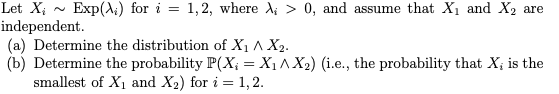 Let X_i ∼ Exp(λ_i) for i = 1, 2, where λ_i > 0, and assume that X_1 and X_2 are
independent.
(a) Determine the distribution of X_1 ∧ X_2.
(b) Determine the probability ℙ(X_i = X_1 ∧ X_2) (i.e., the probability that X_i is the
smallest of X_1 and X_2) for i = 1, 2.